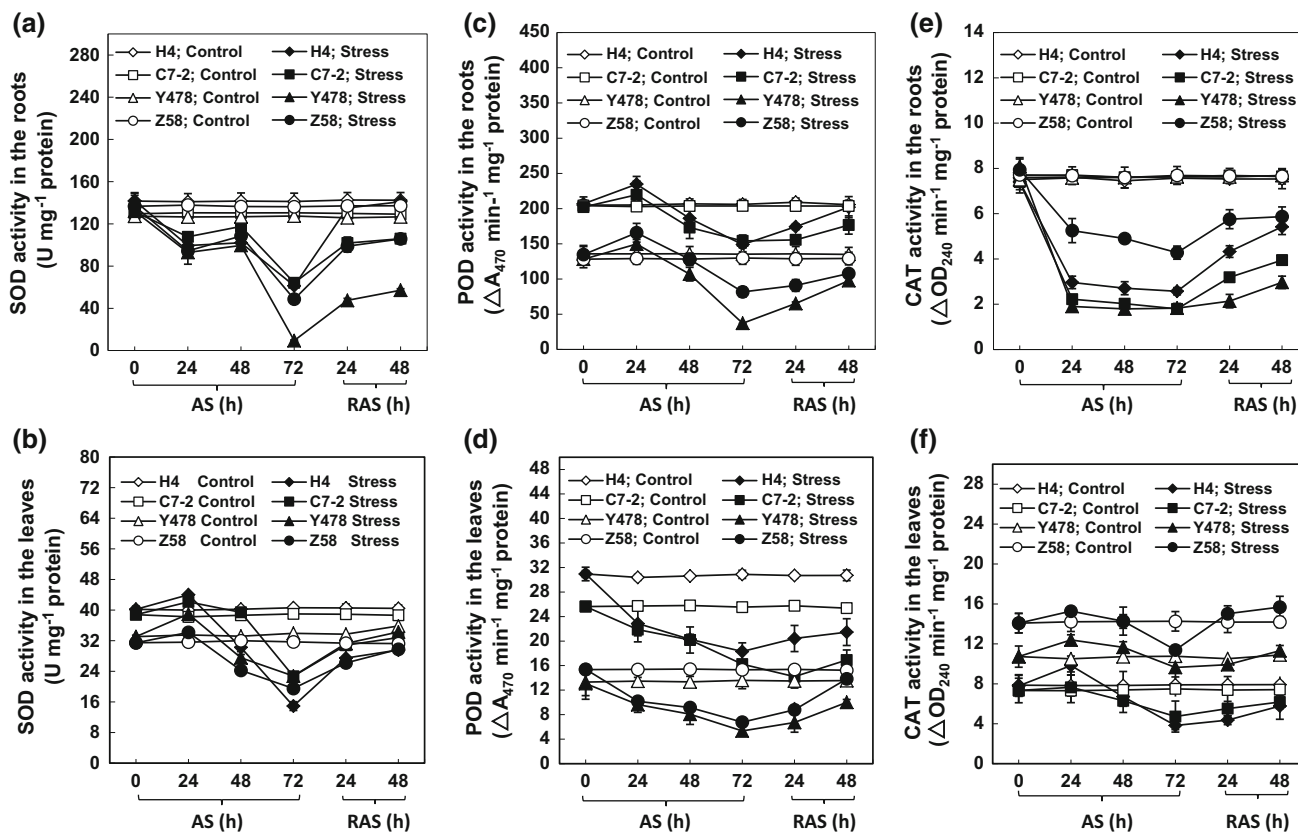 (a)
SOD activity in the roots
(U mg-1 protein)
280
240
200
160
120
80
40
0
H4; Control
H4; Stress
C7-2; Control
C7-2; Stress
Y478; Control
Y478; Stress
Z58; Control
Z58; Stress
0 24 48 72 24 48
AS (h) RAS (h)
(c)
POD activity in the roots
(△A470 min-1 mg-1 protein)
450
400
350
300
250
200
150
100
50
0
H4; Control
H4; Stress
C7-2; Control
C7-2; Stress
Y478; Control
Y478; Stress
Z58; Control
Z58; Stress
0 24 48 72 24 48
AS (h) RAS (h)
(e)
CAT activity in the roots
(△OD240 min-1 mg-1 protein)
14
12
10
8
6
4
2
0
H4; Control
H4; Stress
C7-2; Control
C7-2; Stress
Y478; Control
Y478; Stress
Z58; Control
Z58; Stress
0 24 48 72 24 48
AS (h) RAS (h)
(b)
SOD activity in the leaves
(U mg-1 protein)
80
72
64
56
48
40
32
24
16
8
0
H4 Control
H4 Stress
C7-2 Control
C7-2 Stress
Y478 Control
Y478 Stress
Z58 Control
Z58 Stress
0 24 48 72 24 48
AS (h) RAS (h)
(d)
POD activity in the leaves
(△A470 min-1 mg-1 protein)
48
44
40
36
32
28
24
20
16
12
8
4
0
H4; Control
H4; Stress
C7-2; Control
C7-2; Stress
Y478; Control
Y478; Stress
Z58; Control
Z58; Stress
0 24 48 72 24 48
AS (h) RAS (h)
(f)
CAT activity in the leaves
(△OD240 min-1 mg-1 protein)
28
24
20
16
12
8
4
0
H4; Control
H4; Stress
C7-2; Control
C7-2; Stress
Y478; Control
Y478; Stress
Z58; Control
Z58; Stress
0 24 48 72 24 48
AS (h) RAS (h)